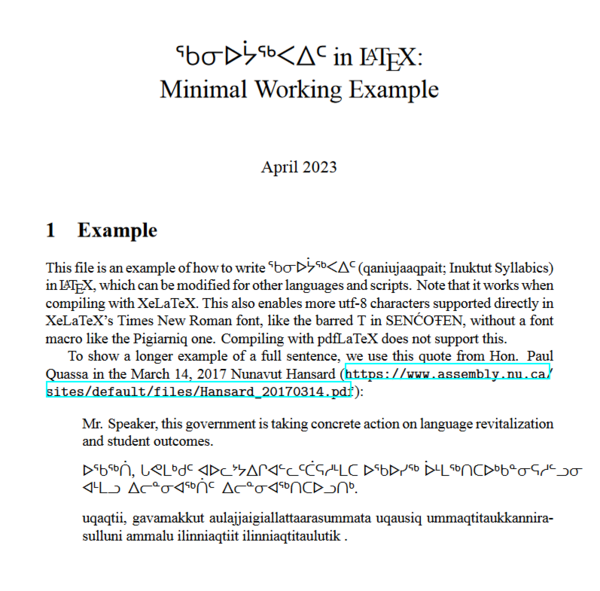 ᖃᓂᐅᔮᖅᐸᐃᑦ in LATEX:
Minimal Working Example
April 2023
1 Example
This file is an example of how to write ᖃᓂᐅᔮᖅᐸᐃᑦ (qaniujaaqpait; Inuktut Syllabics)
in LATEX, which can be modified for other languages and scripts. Note that it works when
compiling with XeLaTeX. This also enables more utf-8 characters supported directly in
XeLaTeX's Times New Roman font, like the barred T in SENĆOŦEN, without a font
macro like the Pigiarniq one. Compiling with pdfLaTeX does not support this.
To show a longer example of a full sentence, we use this quote from Hon. Paul
Quassa in the March 14, 2017 Nunavut Hansard (https://www.assembly.nu.ca/
sites/default/files/Hansard_20170314.pdf):
Mr. Speaker, this government is taking concrete action on language revitalization
and student outcomes.
ᐅᖃᖅᑏ, ᒐᕙᒪᒃᑯᑦ ᐊᐅᓚᔾᔭᐃᒋᐊᓪᓚᑦᑖᕋᓱᒻᒪᑕ ᐅᖃᐅᓯᖅ ᐆᒻᒪᖅᑎᑕᐅᒃᑲᓐᓂᕋᓱᓪᓗᓂ
ᐊᒻᒪᓗ ᐃᓕᓐᓂᐊᖅᑏᑦ ᐃᓕᓐᓂᐊᖅᑎᑕᐅᓗᑎᒃ.
uqaqtii, gavamakkut aulajjaigiallattaarasummata uqausiq ummaqtitaukkannira-
sulluni ammalu ilinniaqtiit ilinniaqtitaulutik .